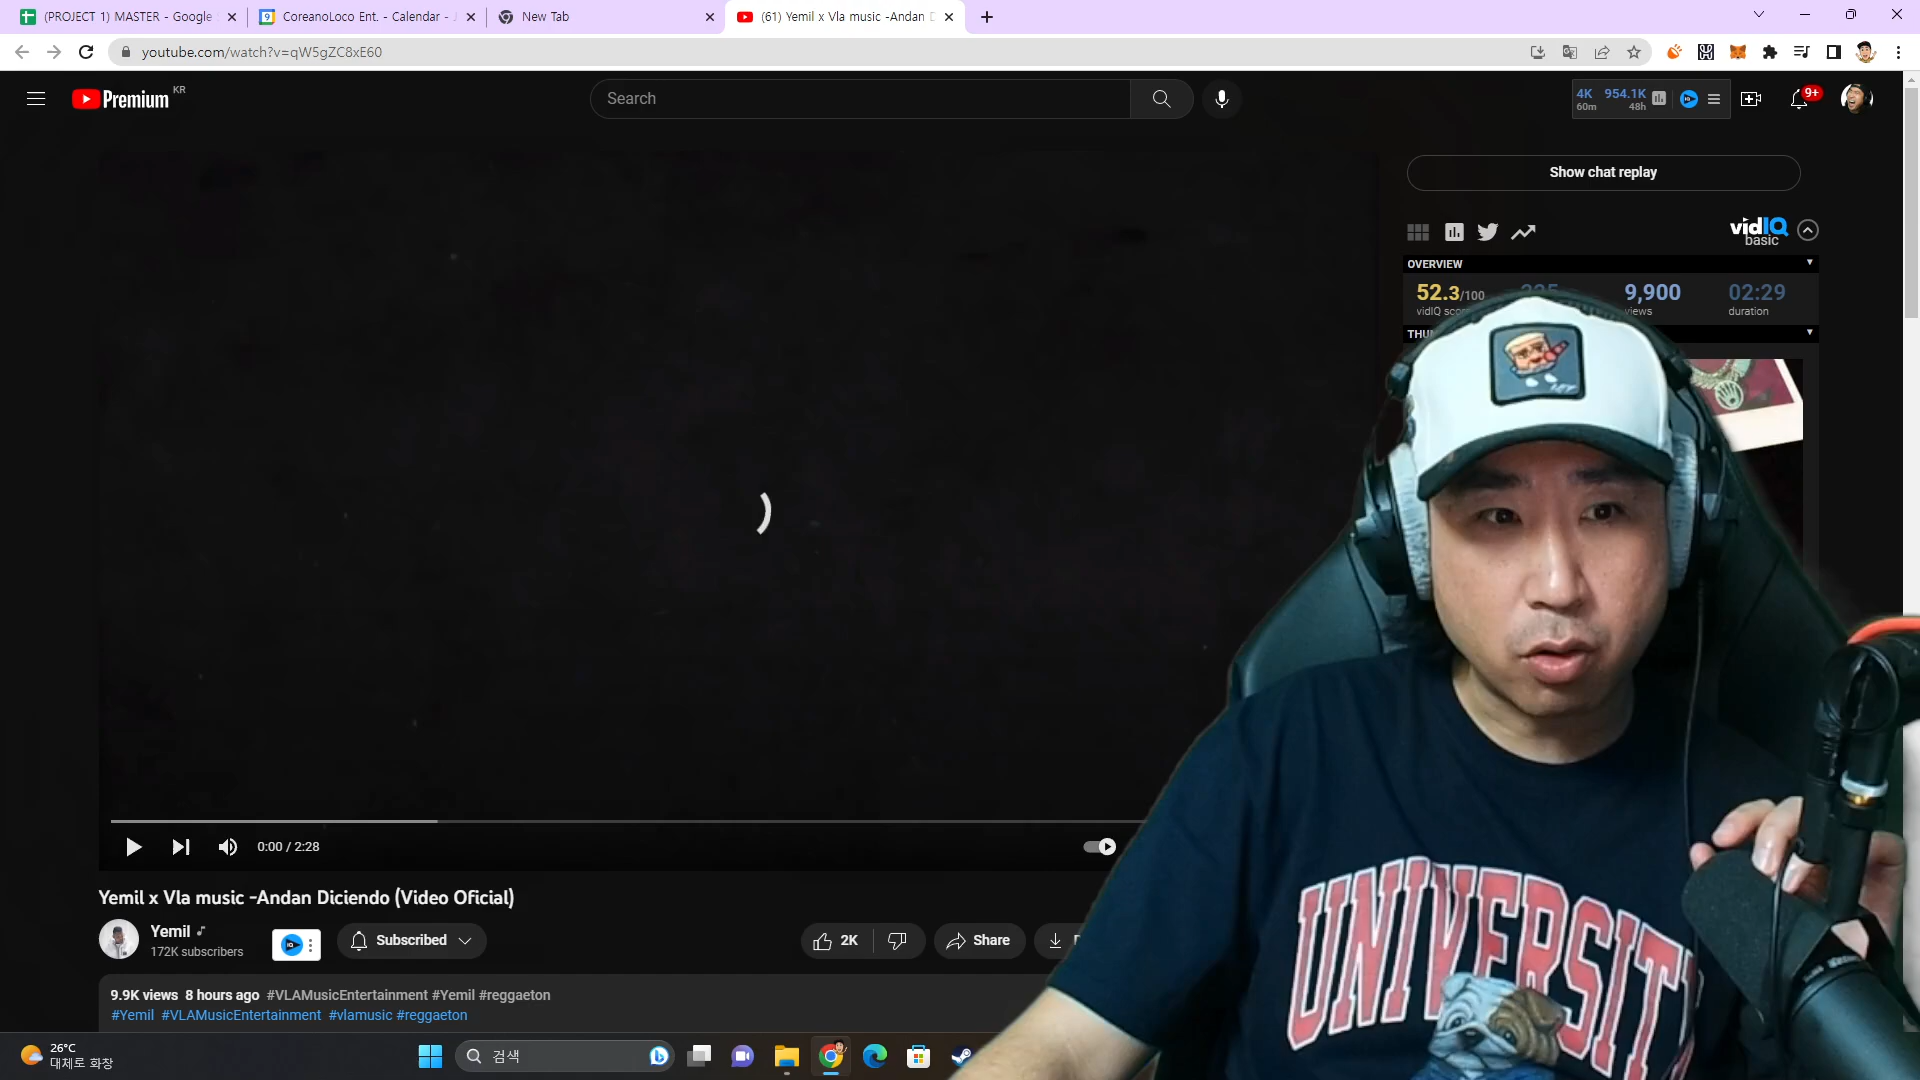 (PROJECT 1) MASTER - Google
CoreanoLoco Ent. - Calendar -
New Tab
(61) Yemil x Vla music -Andan
youtube.com/watch?v=qW5gZC8xE60
Premium KR
Search
4K 954.1K
60m 48h
9+
Show chat replay
vidIQ
basic
OVERVIEW
52.3/100 9,900 02:29
vidIQ views duration
0:00 / 2:28
Yemil x Vla music -Andan Diciendo (Video Oficial)
Yemil
172K subscribers
Subscribed
2K
Share
9.9K views 8 hours ago #VLAMusicEntertainment #Yemil #reggaeton
#Yemil #VLAMusicEntertainment #vlamusic #reggaeton
UNIVERSITY
26°C
대체로 화창
검색